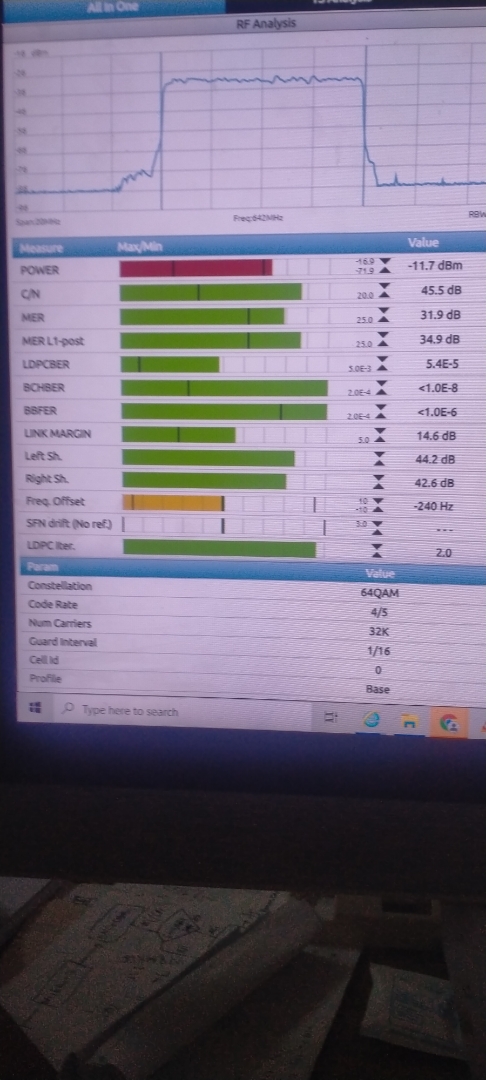 All in One
RF Analysis
Freq:642MHz
RBW
Measure Max/Min Value
POWER -16.9 -71.9 -11.7 dBm
C/N 20.0 45.5 dB
MER 25.0 31.9 dB
MER L1-post 25.0 34.9 dB
LDPCBER 5.0E-3 5.4E-5
BCHBER 2.0E-4 <1.0E-8
BBFER 2.0E-4 <1.0E-6
LINK MARGIN 5.0 14.6 dB
Left Sh. 44.2 dB
Right Sh. 42.6 dB
Freq. Offset 10 -10 -240 Hz
SFN drift (No ref.) 5.0 ---
LDPC Iter. 2.0
Param Value
Constellation 64QAM
Code Rate 4/5
Num Carriers 32K
Guard Interval 1/16
Cell Id 0
Profile Base
Type here to search